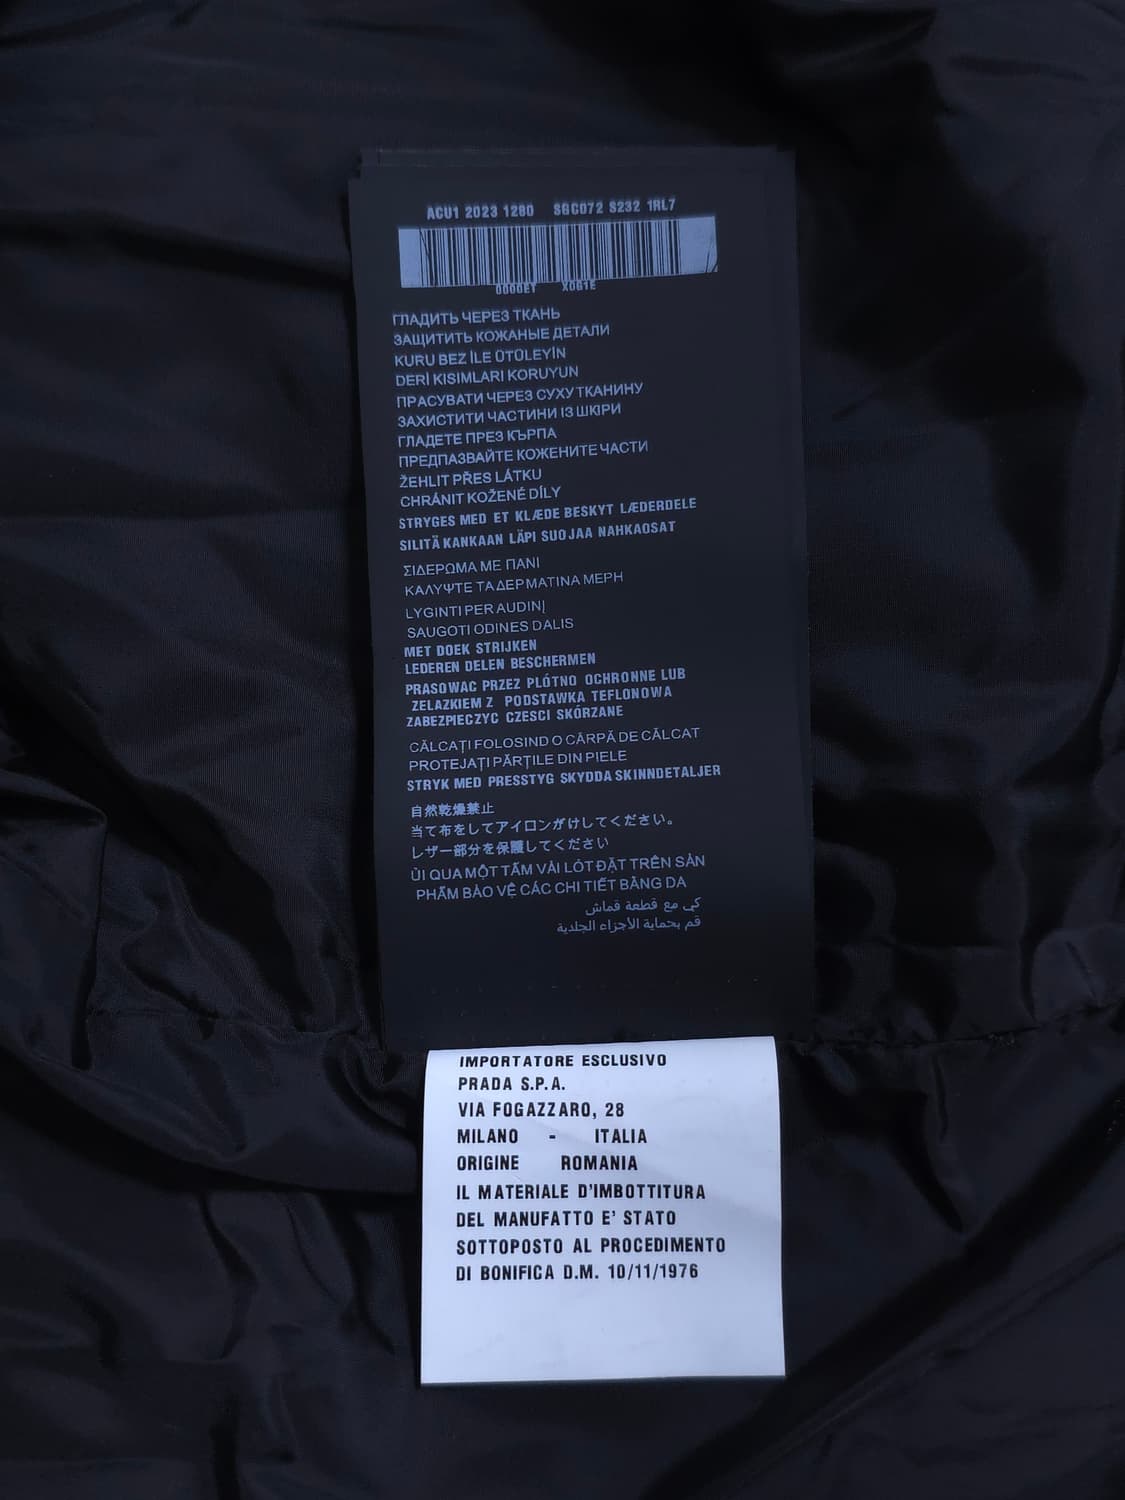 ACU1 2023 1280 SGC072 S232 1RL7
0000ET X0B1E
ГЛАДИТЬ ЧЕРЕЗ ТКАНЬ
ЗАЩИТИТЬ КОЖАНЫЕ ДЕТАЛИ
KURU BEZ İLE ÜTÜLEYİN
DERİ KISIMLARI KORUYUN
ПРАСУВАТИ ЧЕРЕЗ СУХУ ТКАНИНУ
ЗАХИСТИТИ ЧАСТИНИ ІЗ ШКІРИ
ГЛАДЕТЕ ПРЕЗ КЪРПА
ПРЕДПАЗВАЙТЕ КОЖЕНИТЕ ЧАСТИ
ŽEHLIT PŘES LÁTKU
CHRÁNIT KOŽENÉ DÍLY
STRYGES MED ET KLÆDE BESKYT LÆDERDELE
SILITÄ KANKAAN LÄPI SUOJAA NAHKAOSAT
ΣΙΔΕΡΩΜΑ ΜΕ ΠΑΝΙ
ΚΑΛΥΨΤΕ ΤΑ ΔΕΡΜΑΤΙΝΑ ΜΕΡΗ
LYGINTI PER AUDINĮ
SAUGOTI ODINES DALIS
MET DOEK STRIJKEN
LEDEREN DELEN BESCHERMEN
PRASOWAC PRZEZ PLÓTNO OCHRONNE LUB
ZELAZKIEM Z PODSTAWKA TEFLONOWA
ZABEZPIECZYC CZESCI SKÓRZANE
CĂLCAȚI FOLOSIND O CÂRPĂ DE CĂLCAT
PROTEJAȚI PĂRȚILE DIN PIELE
STRYK MED PRESSTYG SKYDDA SKINNDETALJER
自然乾燥禁止
当て布をしてアイロンがけしてください。
レザー部分を保護してください
ỦI QUA MỘT TẤM VẢI LÓT ĐẶT TRÊN SẢN
PHẨM BẢO VỆ CÁC CHI TIẾT BẰNG DA
كي مع قطعة قماش
قم بحماية الأجزاء الجلدية
IMPORTATORE ESCLUSIVO
PRADA S.P.A.
VIA FOGAZZARO, 28
MILANO - ITALIA
ORIGINE ROMANIA
IL MATERIALE D'IMBOTTITURA
DEL MANUFATTO E' STATO
SOTTOPOSTO AL PROCEDIMENTO
DI BONIFICA D.M. 10/11/1976